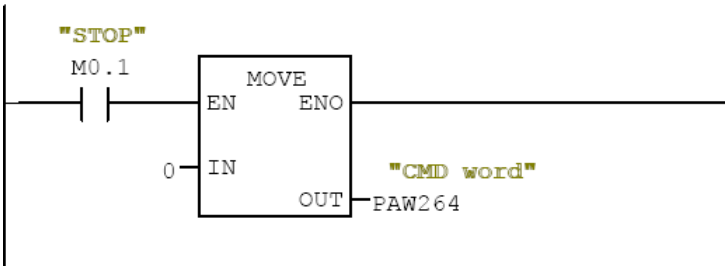 "STOP"
M0.1
MOVE
EN ENO
0 IN
"CMD word"
OUT PAW264